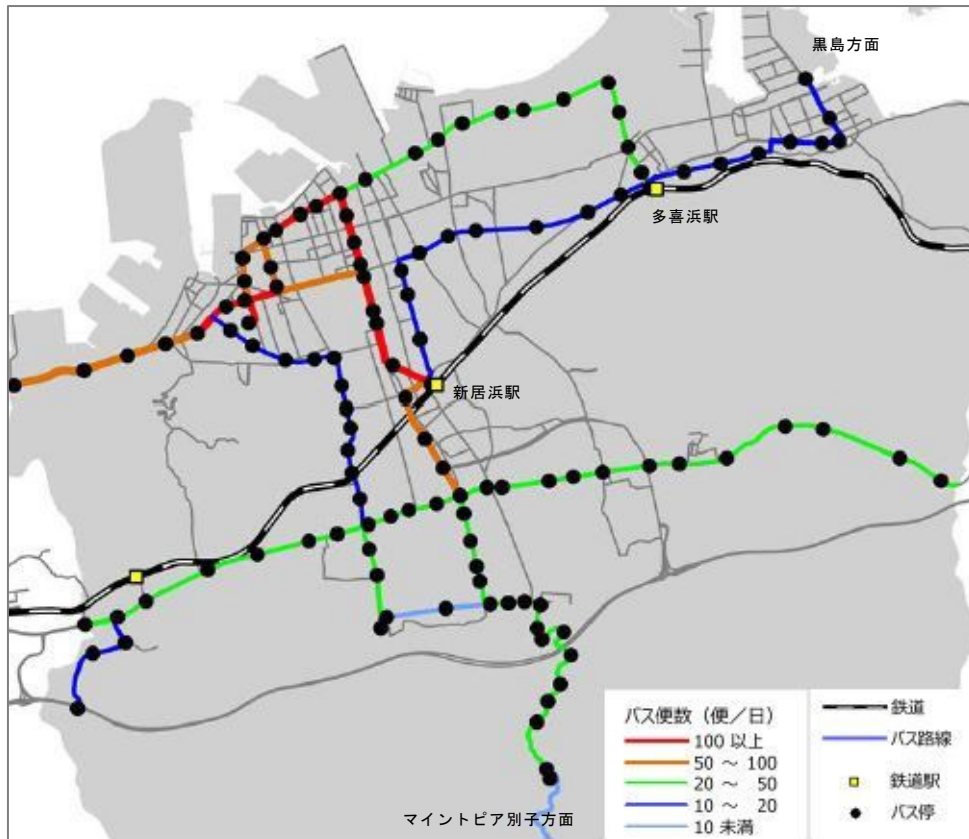 黒島方面
多喜浜駅
新居浜駅
マイントピア別子方面
バス便数（便／日）
100 以上
50 ～ 100
20 ～ 50
10 ～ 20
10 未満
鉄道
バス路線
鉄道駅
バス停